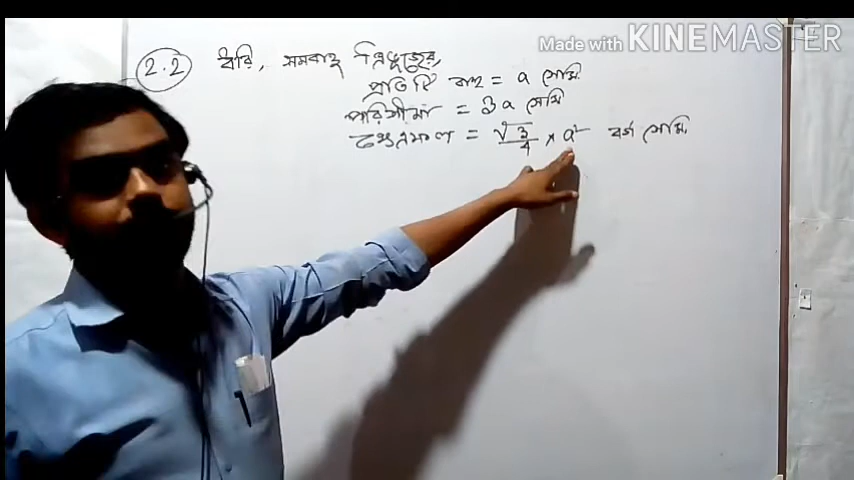 Made with KINEMASTER
2.2 ধরি, সমবাহু ত্রিভুজের,
প্রতিটি বাহু = a সেমি
পরিসীমা = 3a সেমি
ক্ষেত্রফল = √3/4 × a² বর্গ সেমি